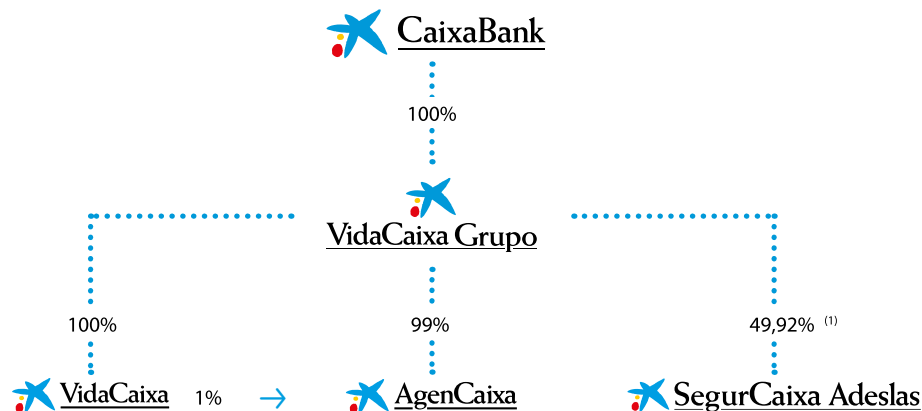 CaixaBank
100%
VidaCaixa Grupo
100%
99%
49,92% (1)
VidaCaixa
1%
AgenCaixa
SegurCaixa Adeslas